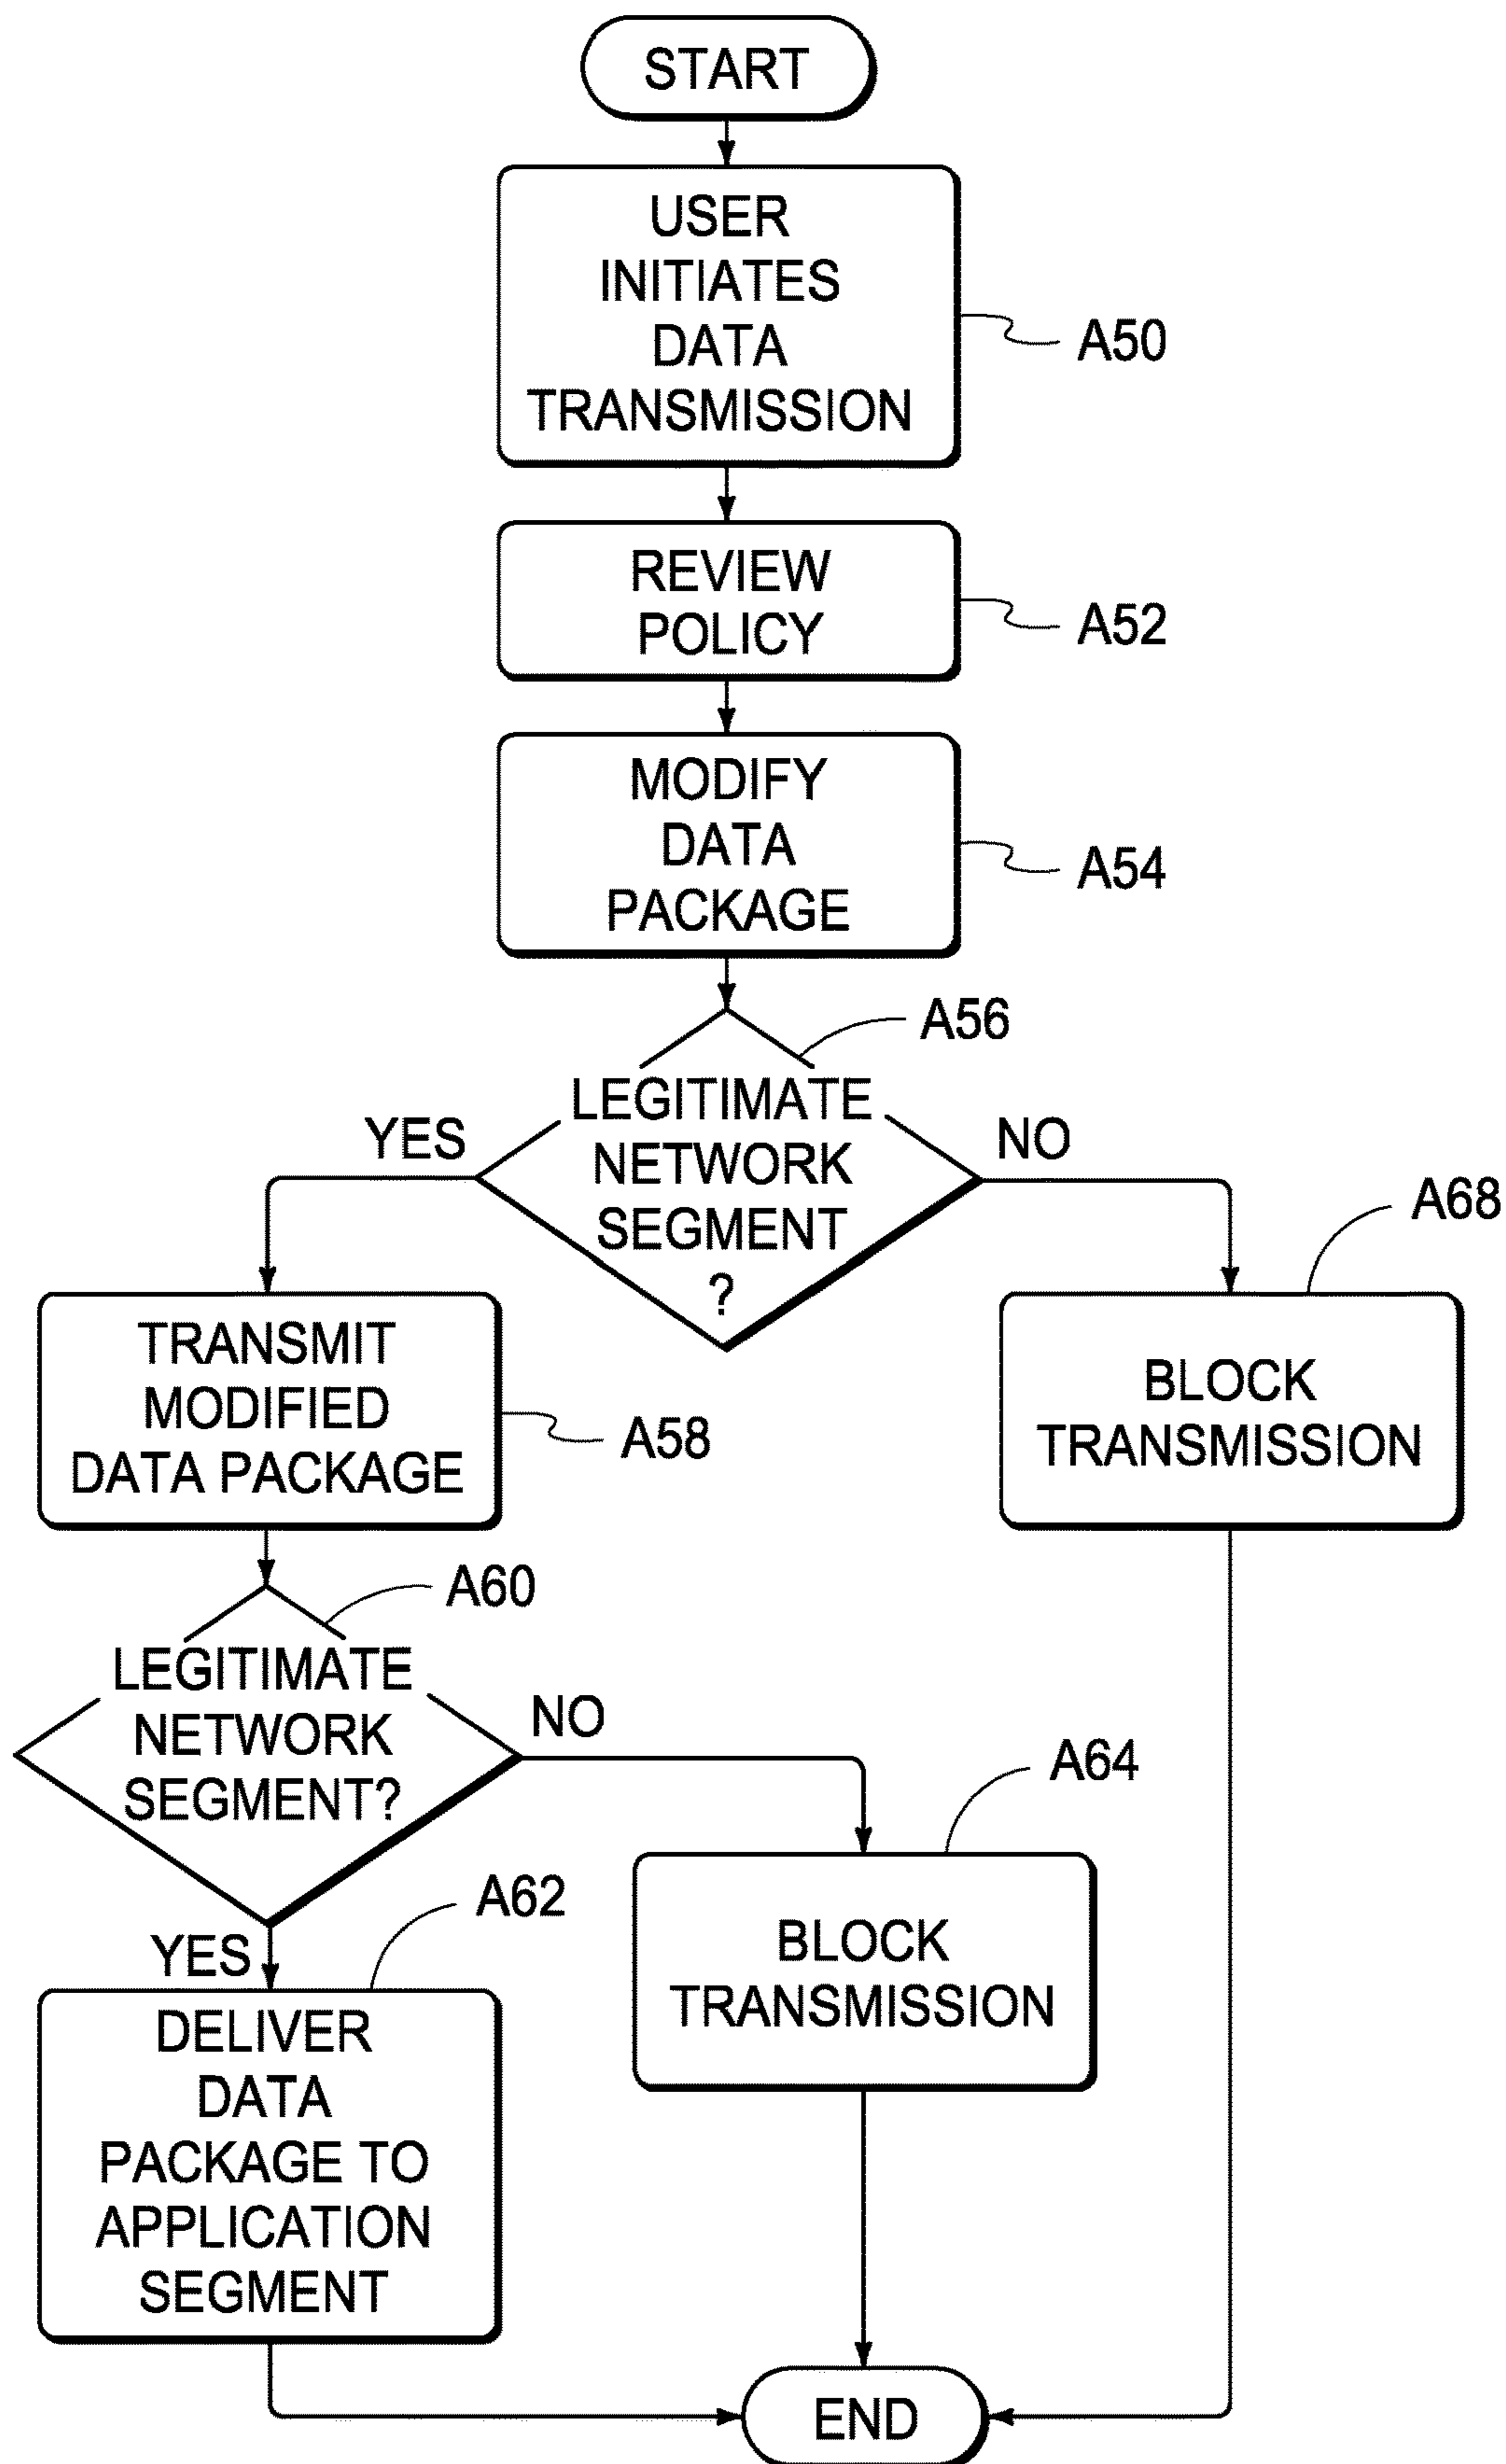 START
USER
INITIATES
DATA
TRANSMISSION
A50
REVIEW
POLICY
A52
MODIFY
DATA
PACKAGE
A54
A56
LEGITIMATE
NETWORK
SEGMENT
?
YES
NO
A68
TRANSMIT
MODIFIED
DATA PACKAGE
A58
BLOCK
TRANSMISSION
A60
LEGITIMATE
NETWORK
SEGMENT?
NO
A64
YES
A62
BLOCK
TRANSMISSION
DELIVER
DATA
PACKAGE TO
APPLICATION
SEGMENT
END